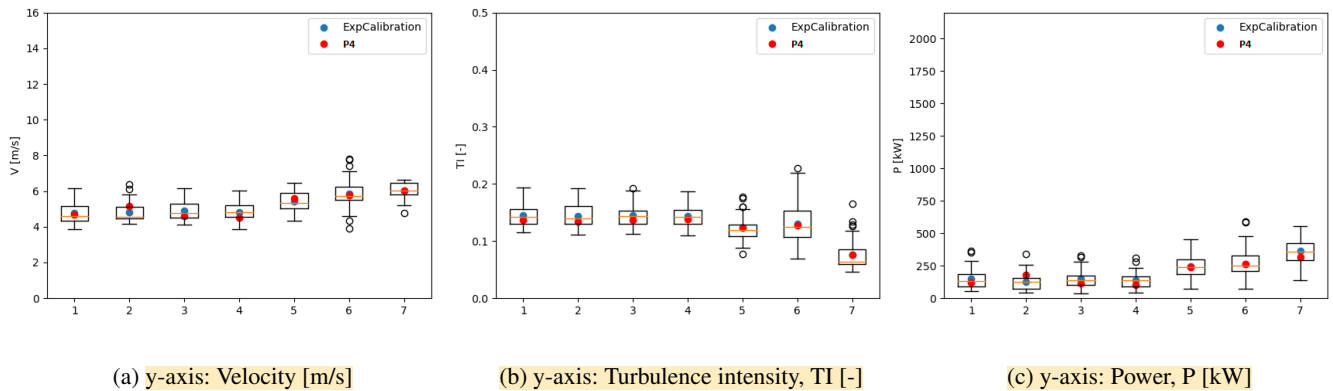 16
14
12
10
8
6
4
2
0
V [m/s]
1 2 3 4 5 6 7
ExpCalibration
P4
0.5
0.4
0.3
0.2
0.1
0.0
TI [-]
1 2 3 4 5 6 7
ExpCalibration
P4
2000
1750
1500
1250
1000
750
500
250
0
P [kW]
1 2 3 4 5 6 7
ExpCalibration
P4
(a) y-axis: Velocity [m/s]
(b) y-axis: Turbulence intensity, TI [-]
(c) y-axis: Power, P [kW]